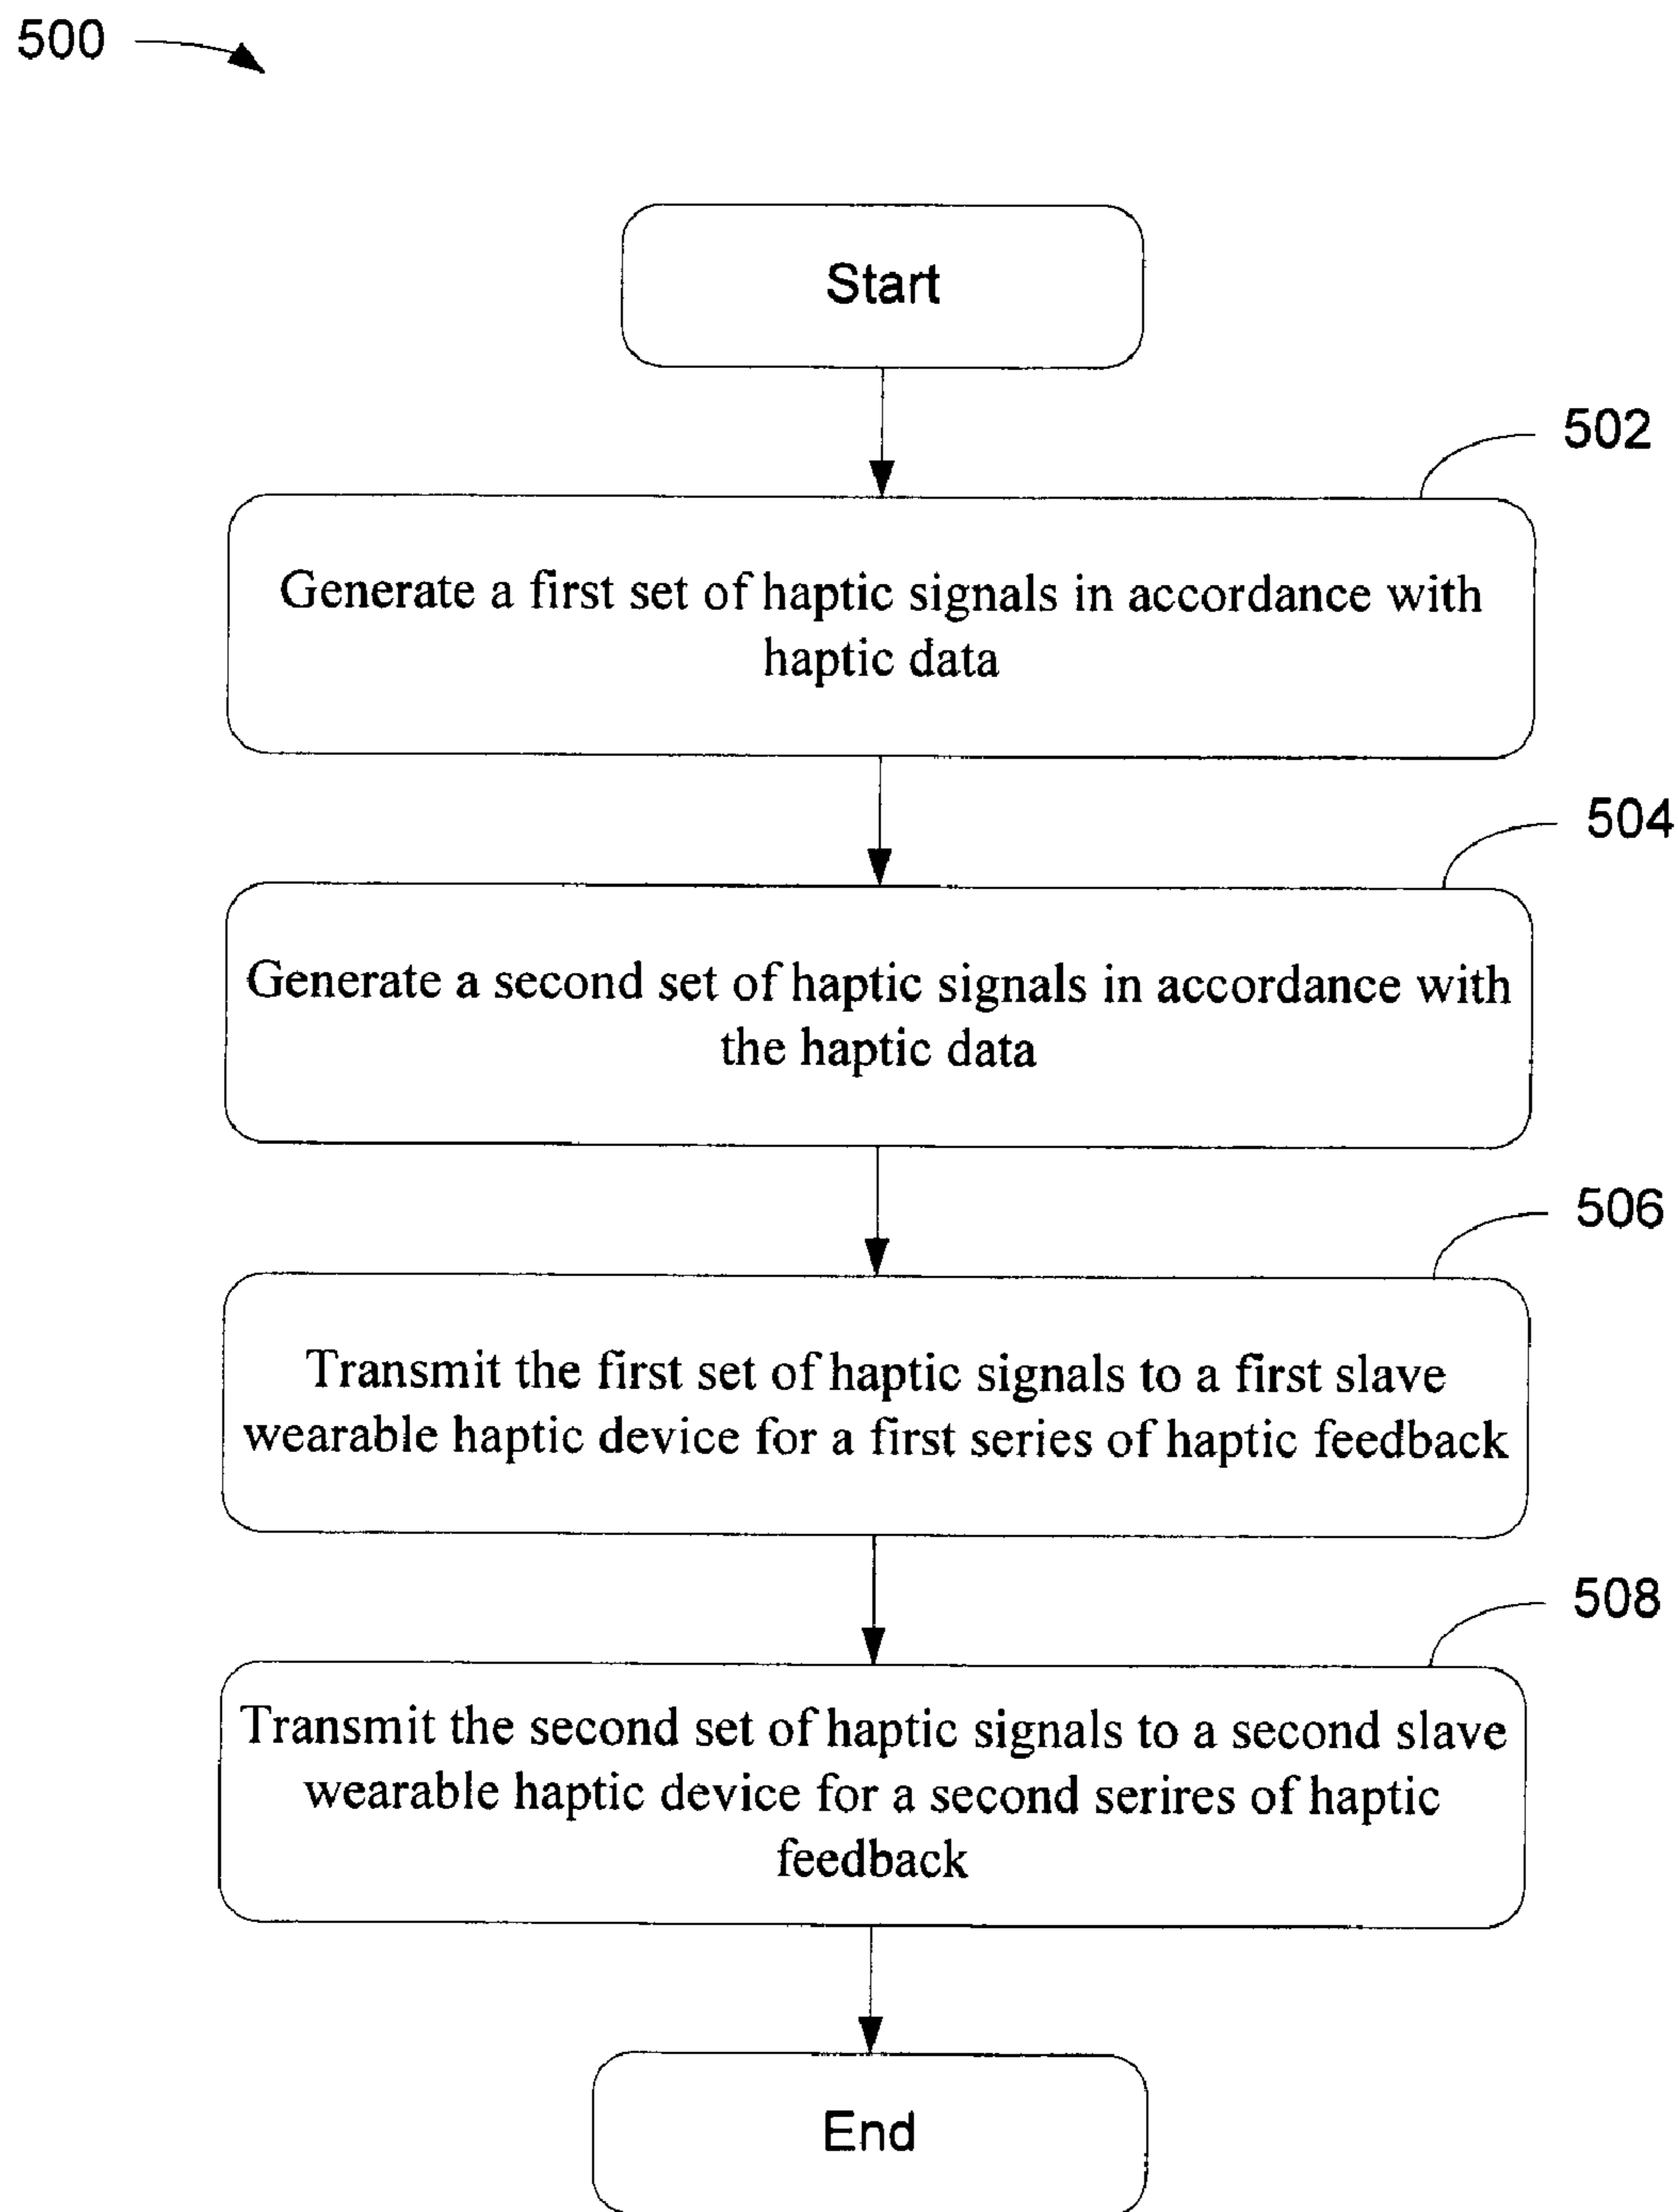 500
Start
502
Generate a first set of haptic signals in accordance with
haptic data
504
Generate a second set of haptic signals in accordance with
the haptic data
506
Transmit the first set of haptic signals to a first slave
wearable haptic device for a first series of haptic feedback
508
Transmit the second set of haptic signals to a second slave
wearable haptic device for a second serires of haptic
feedback
End